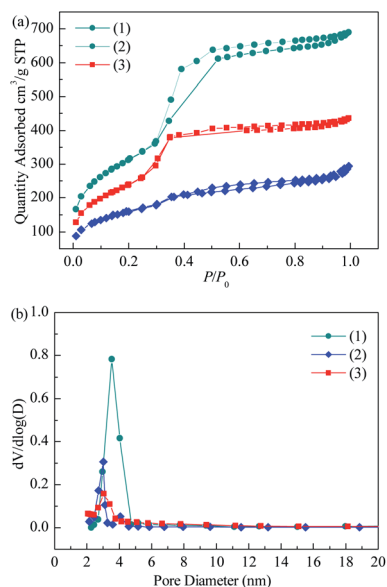 (a)
(1)
(2)
(3)
Quantity Adsorbed cm³/g STP
700
600
500
400
300
200
100
0.0 0.2 0.4 0.6 0.8 1.0
P/P₀
(b)
(1)
(2)
(3)
dV/dlog(D)
1.0
0.8
0.6
0.4
0.2
0.0
0 2 4 6 8 10 12 14 16 18 20
Pore Diameter (nm)